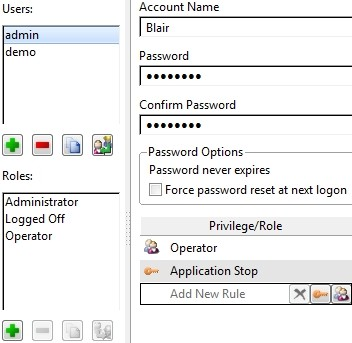 Users:
admin
demo
Roles:
Administrator
Logged Off
Operator
Account Name
Blair
Password
••••••••
Confirm Password
••••••••
Password Options
Password never expires
Force password reset at next logon
Privilege/Role
Operator
Application Stop
Add New Rule